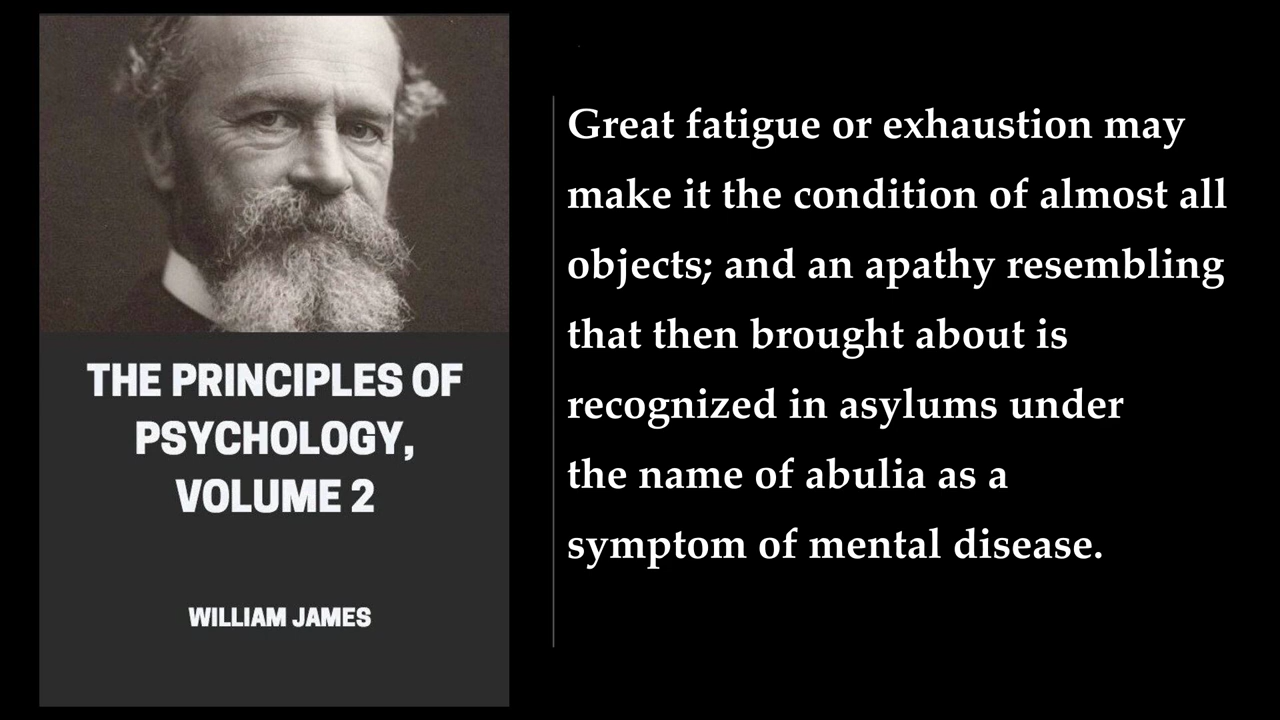 THE PRINCIPLES OF
PSYCHOLOGY,
VOLUME 2
WILLIAM JAMES
Great fatigue or exhaustion may
make it the condition of almost all
objects; and an apathy resembling
that then brought about is
recognized in asylums under
the name of abulia as a
symptom of mental disease.